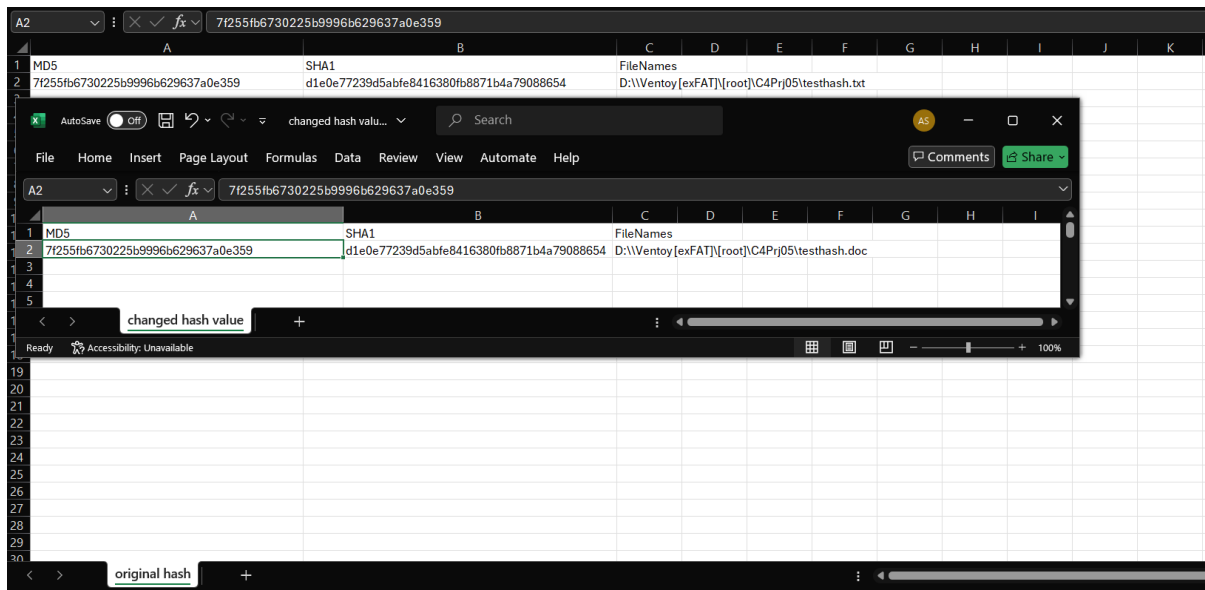 A2 fx 7f255fb6730225b9996b629637a0e359
A B C D E F G H I J K
1 MD5 SHA1 FileNames
2 7f255fb6730225b9996b629637a0e359 d1e0e77239d5abfe8416380fb8871b4a79088654 D:\\Ventoy [exFAT]\[root]\C4Prj05\testhash.txt
AutoSave Off changed hash valu... Search AS
File Home Insert Page Layout Formulas Data Review View Automate Help Comments Share
A2 fx 7f255fb6730225b9996b629637a0e359
A B C D E F G H I
1 MD5 SHA1 FileNames
2 7f255fb6730225b9996b629637a0e359 d1e0e77239d5abfe8416380fb8871b4a79088654 D:\\Ventoy [exFAT]\[root]\C4Prj05\testhash.doc
3
4
5
changed hash value
Ready Accessibility: Unavailable 100%
19
20
21
22
23
24
25
26
27
28
29
30
original hash